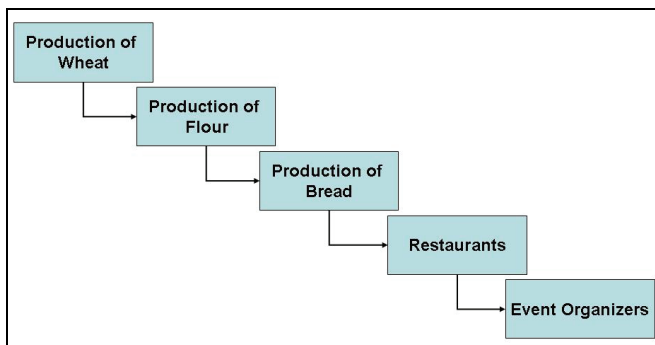 Production of
Wheat
Production of
Flour
Production of
Bread
Restaurants
Event Organizers